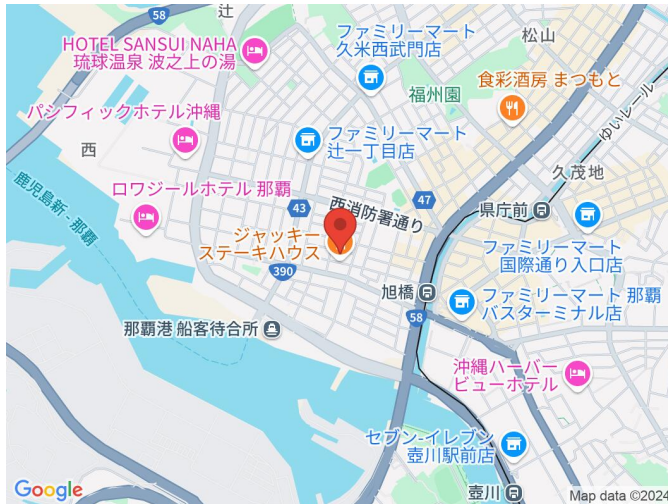 58
辻
ファミリーマート
久米西武門店
松山
HOTEL SANSUI NAHA
琉球温泉 波之上の湯
福州園
食彩酒房 まつもと
パシフィックホテル沖縄
ファミリーマート
辻一丁目店
ゆいレール
西
久茂地
ロワジールホテル 那覇
鹿児島新-那覇
43
西消防署通り
47
県庁前
ジャッキー
ステーキハウス
ファミリーマート
国際通り入口店
390
旭橋
ファミリーマート 那覇
バスターミナル店
58
那覇港 船客待合所
沖縄ハーバー
ビューホテル
セブン-イレブン
壺川駅前店
壺川
Google
Map data ©2024